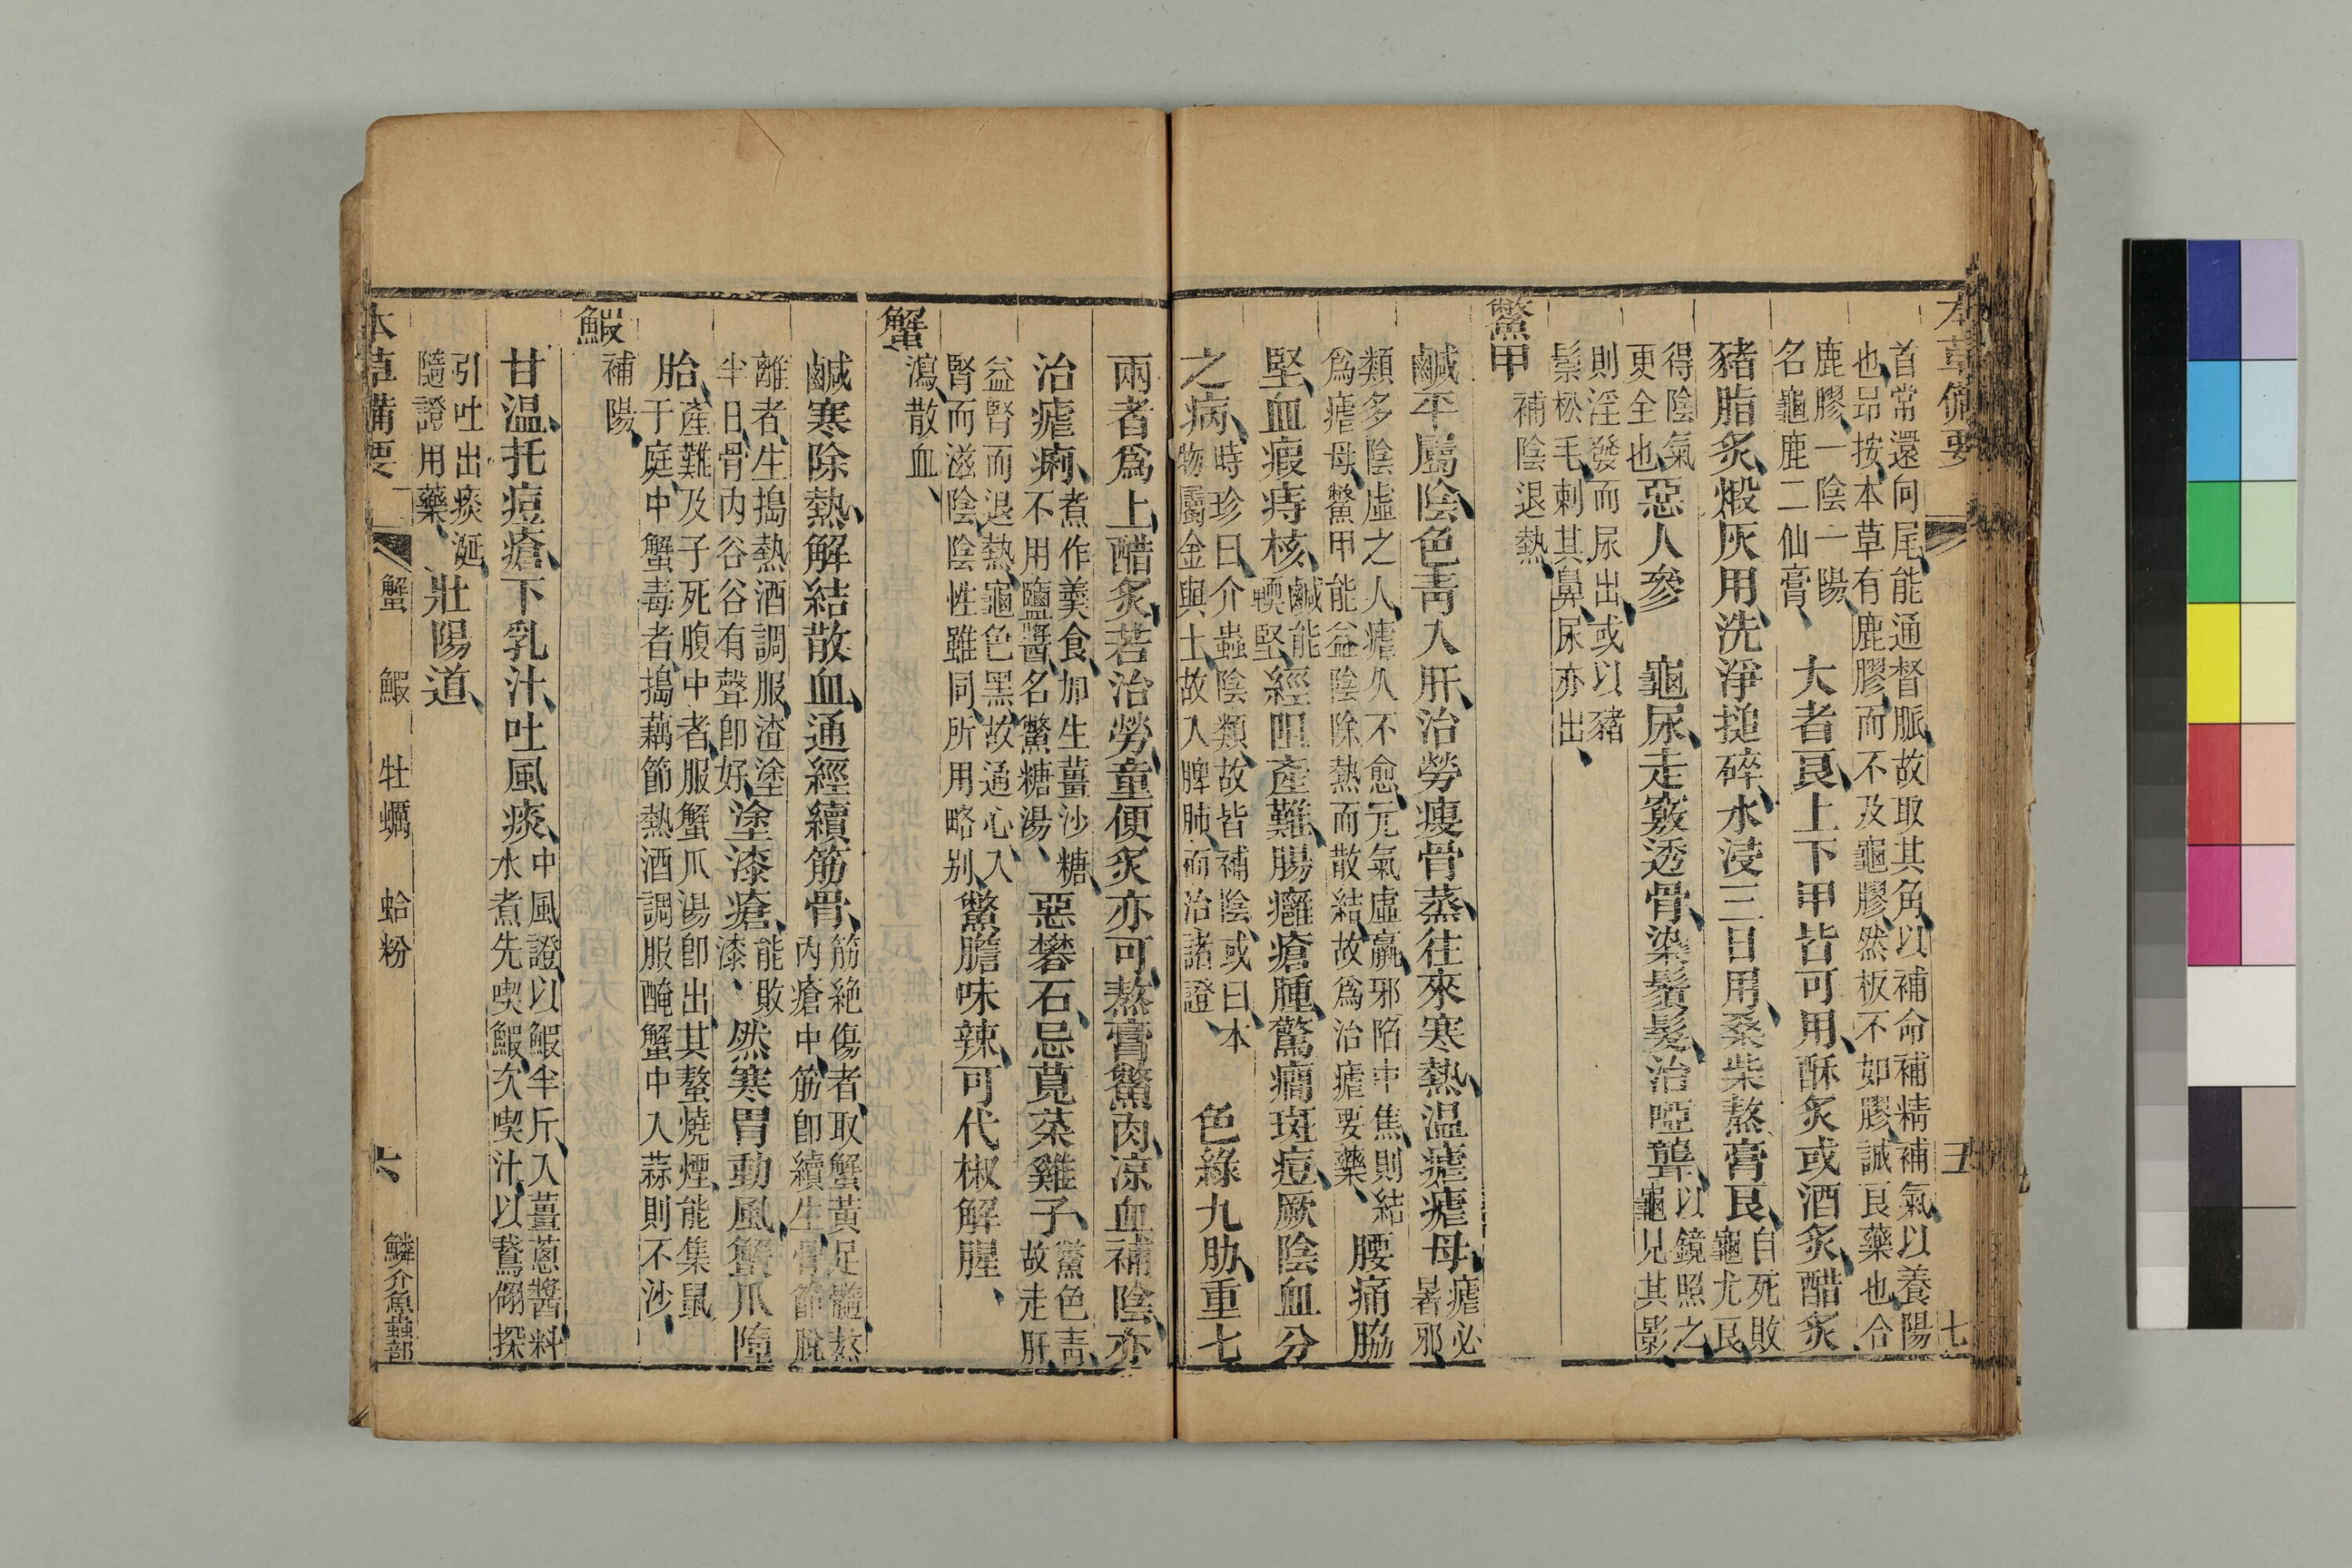 本草備要
五
七
首常還向尾能通督脈故取其角以補命補精補氣以養陽
也昂按本草有鹿膠而不及龜膠然板不如膠誠良藥也合
鹿膠一陰一陽
名龜鹿二仙膏大者良上下甲皆可用酥炙或酒炙醋炙
豬脂炙煅灰用洗淨搥碎水浸三日用桑柴熬膏良自死敗
龜尤良
得陰氣
更全也惡人參 龜尿走竅透骨染鬚髮治啞聾以鏡照之
龜見其影
則淫發而尿出或以豬
鬃松毛刺其鼻尿亦出
鱉甲補陰退熱
鹹平屬陰色青入肝治勞瘦骨蒸往來寒熱温瘧瘧母瘧必
暑邪
類多陰虛之人瘧久不愈元氣虛羸邪陷中焦則結
爲瘧母鱉甲能益陰除熱而散結故爲治瘧要藥腰痛脇
堅血瘕痔核鹹能
耎堅經阻產難腸癰瘡腫驚癇斑痘厥陰血分
之病時珍曰介蟲陰類故皆補陰或曰本
物屬金與土故入脾肺而治諸證色綠九肋重七
兩者爲上醋炙若治勞童便炙亦可熬膏鱉肉凉血補陰亦
治瘧痢煮作羹食加生薑沙糖
不用鹽醬名鱉糖湯惡礬石忌莧菜雞子鱉色青
故走肝
益腎而退熱龜色黑故通心入
腎而滋陰陰性雖同所用略别鱉膽味辣可代椒解腥
蟹瀉散血
鹹寒除熱解結散血通經續筋骨筋絶傷者取蟹黃足髓熬
內瘡中筋卽續生骨節脫
離者生搗熱酒調服渣塗
半日骨內谷谷有聲卽好塗漆瘡能敗
漆然寒胃動風蟹爪墮
胎產難及子死腹中者服蟹爪湯卽出其螯燒煙能集鼠
于庭中蟹毒者搗藕節熱酒調服醃蟹中入蒜則不沙
鰕補陽
甘温托痘瘡下乳汁吐風痰中風證以鰕半斤入薑蔥醬料
水煮先喫鰕次喫汁以鵞翎探
引吐出痰涎
隨證用藥壯陽道
本草備要
蟹 鰕 牡蠣 蛤粉
六
鱗介魚蟲部